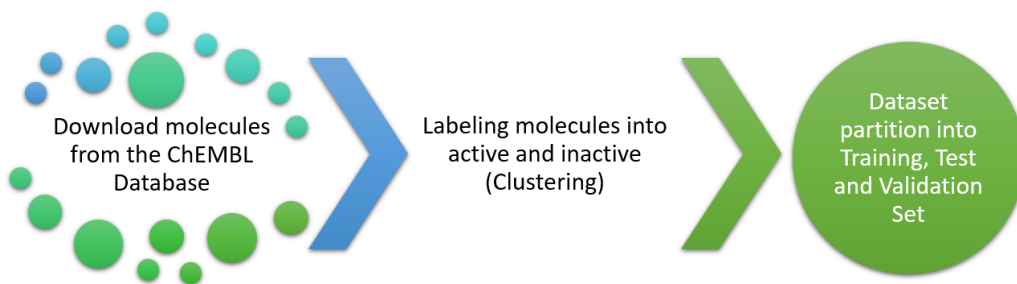 Download molecules
from the ChEMBL
Database
Labeling molecules into
active and inactive
(Clustering)
Dataset
partition into
Training, Test
and Validation
Set